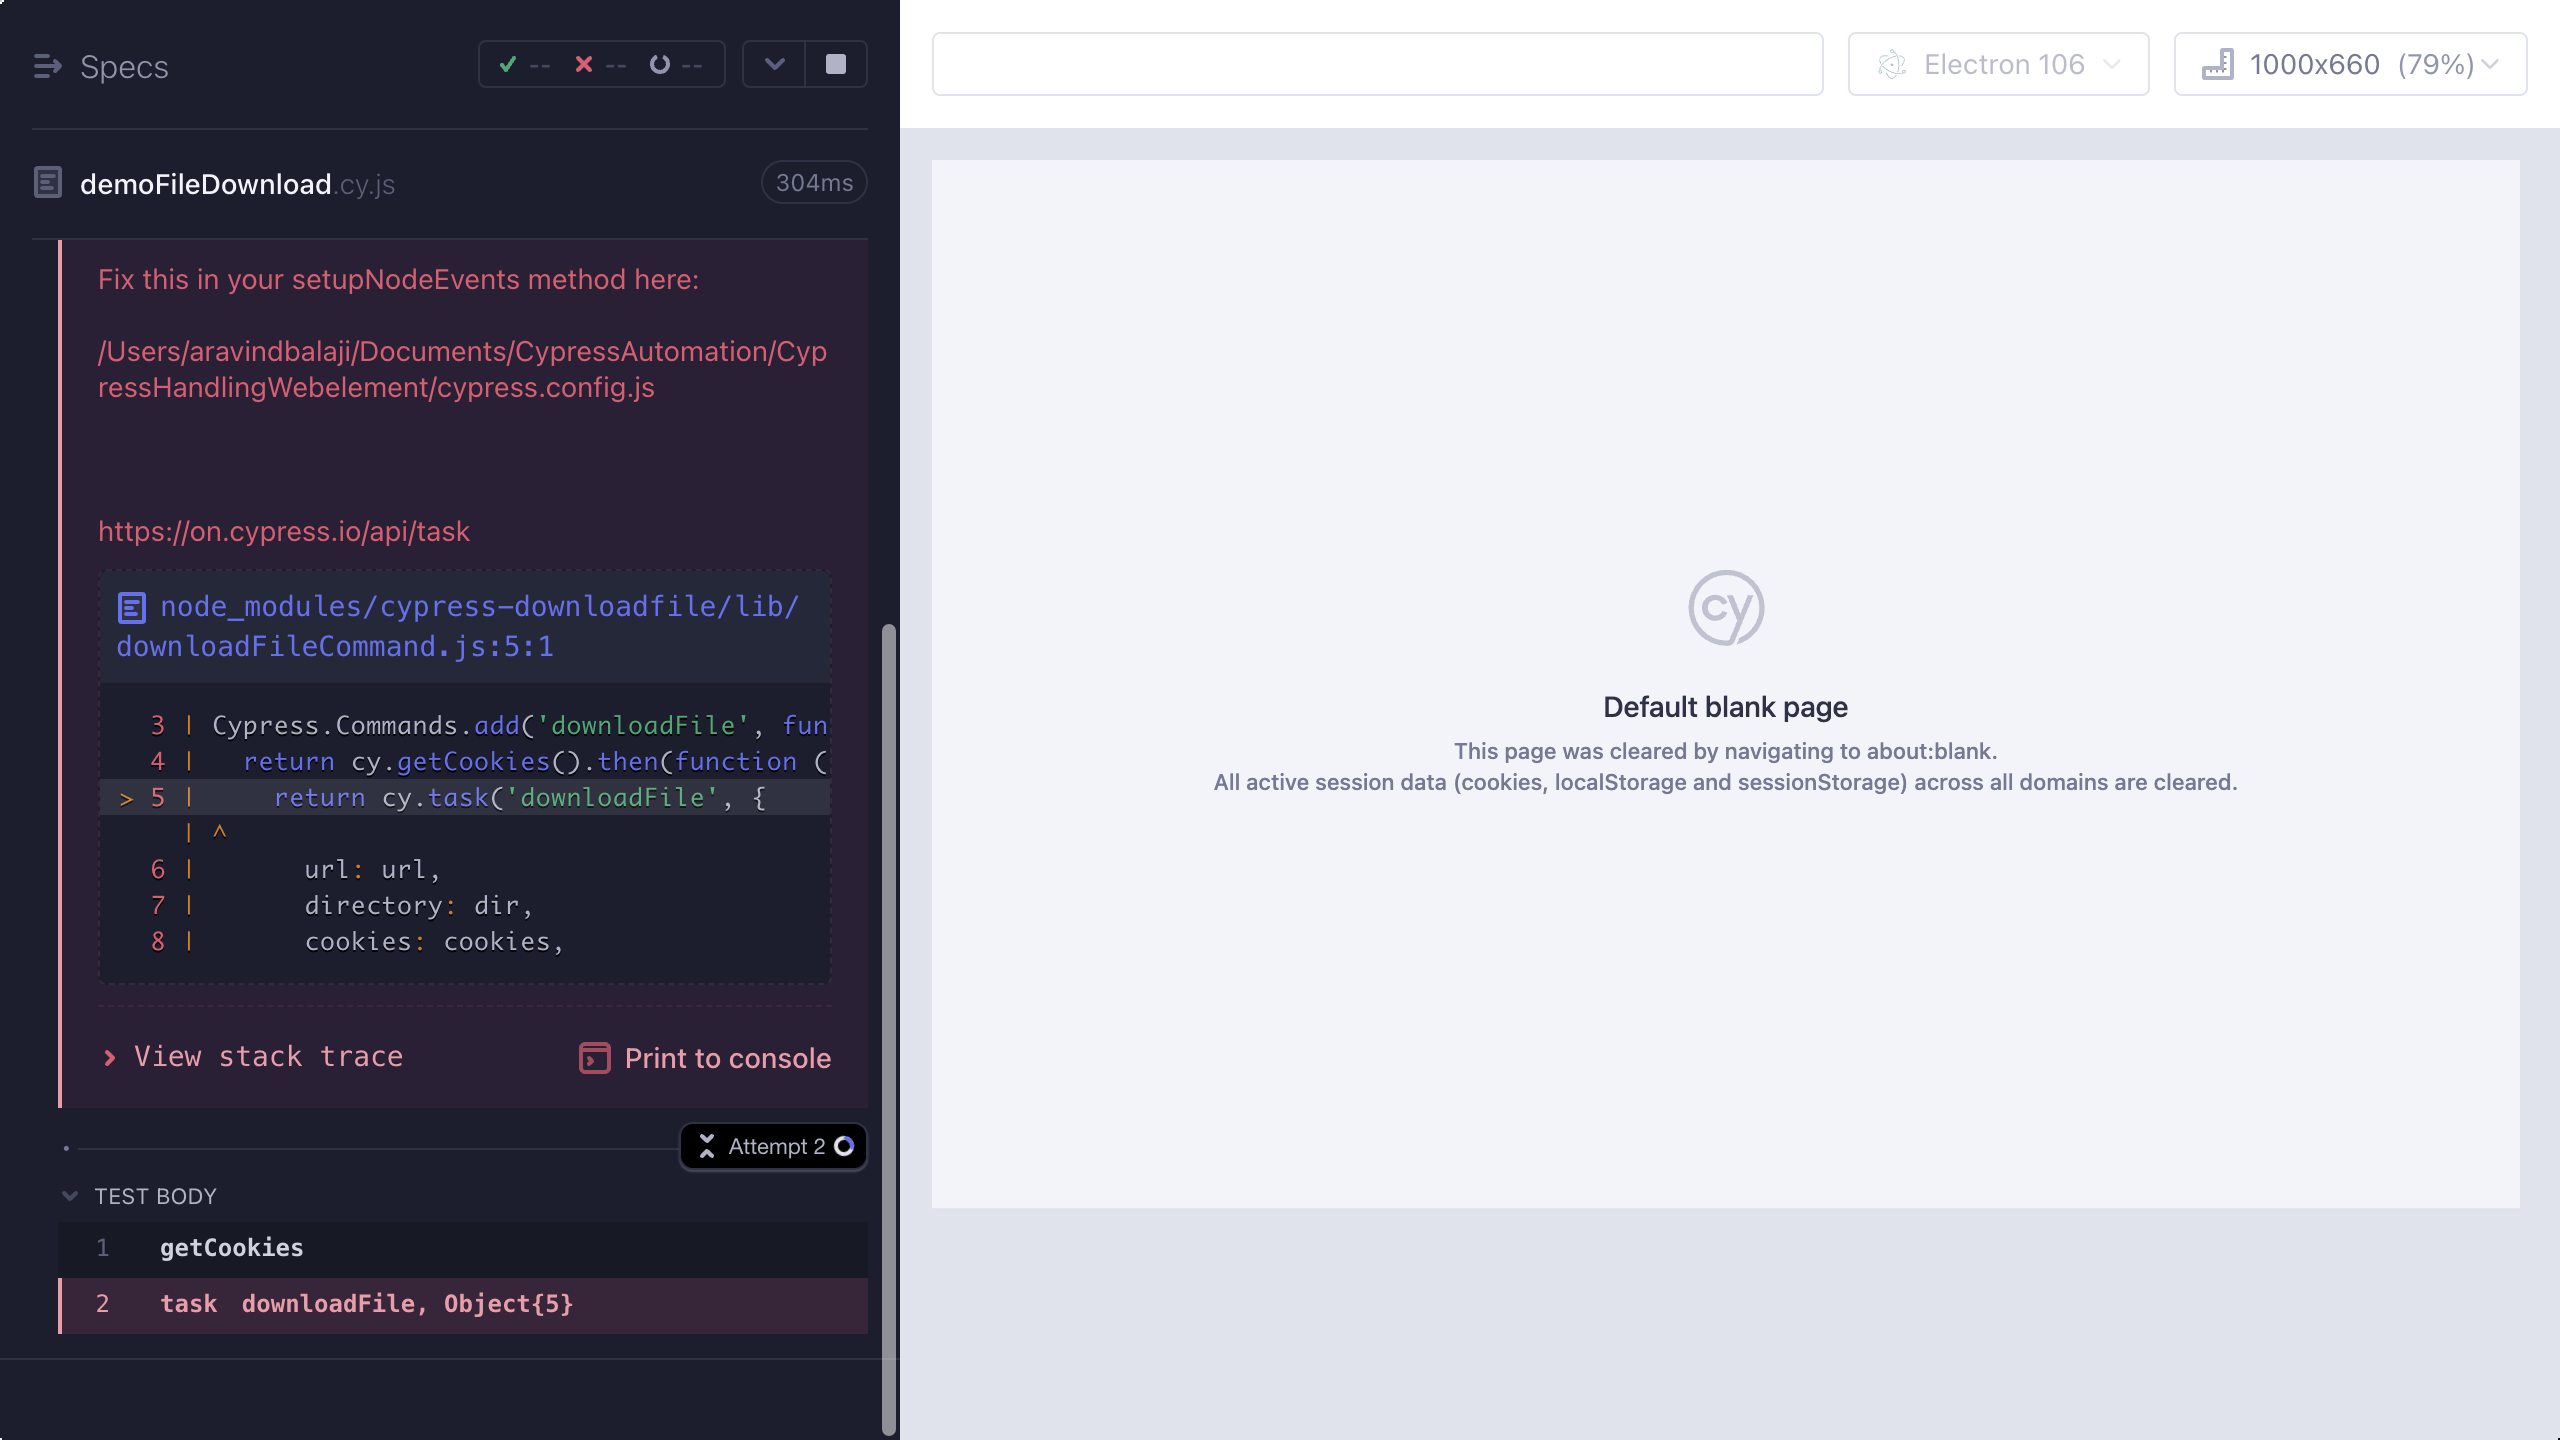 Specs
-- -- --
demoFileDownload.cy.js
304ms
Fix this in your setupNodeEvents method here:
/Users/aravindbalaji/Documents/CypressAutomation/Cyp
ressHandlingWebelement/cypress.config.js
https://on.cypress.io/api/task
node_modules/cypress-downloadfile/lib/
downloadFileCommand.js:5:1
3 | Cypress.Commands.add('downloadFile', fun
4 |   return cy.getCookies().then(function (
> 5 |     return cy.task('downloadFile', {
| ^
6 |       url: url,
7 |       directory: dir,
8 |       cookies: cookies,
View stack trace
Print to console
Attempt 2
TEST BODY
1 getCookies
2 task downloadFile, Object{5}
Electron 106
1000x660 (79%)
cy
Default blank page
This page was cleared by navigating to about:blank.
All active session data (cookies, localStorage and sessionStorage) across all domains are cleared.